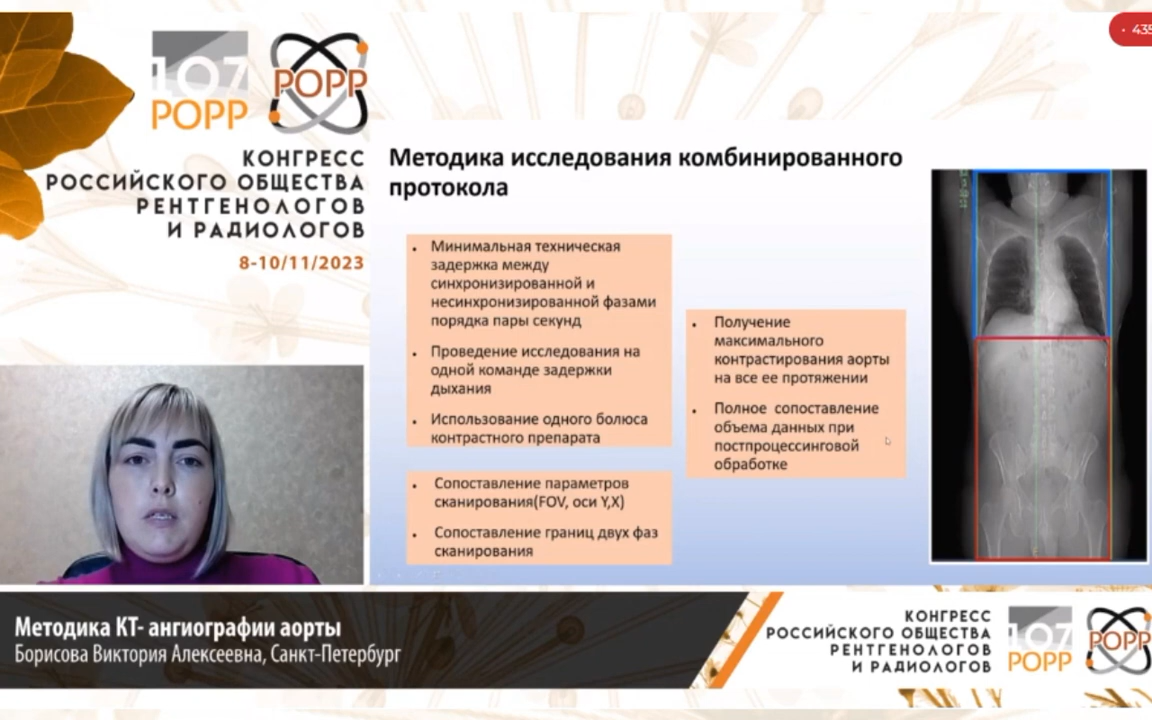 435
107
РОРР
РОРР
КОНГРЕСС
РОССИЙСКОГО ОБЩЕСТВА
РЕНТГЕНОЛОГОВ
И РАДИОЛОГОВ
8-10/11/2023
Методика исследования комбинированного
протокола
• Минимальная техническая
задержка между
синхронизированной и
несинхронизированной фазами
порядка пары секунд
• Проведение исследования на
одной команде задержки
дыхания
• Использование одного болюса
контрастного препарата
Сопоставление параметров
сканирования(FOV, оси Y,X)
• Сопоставление границ двух фаз
сканирования
• Получение
максимального
контрастирования аорты
на все ее протяжении
• Полное сопоставление
объема данных при
постпроцессинговой
обработке
Методика КТ- ангиографии аорты
Борисова Виктория Алексеевна, Санкт-Петербург
КОНГРЕСС
РОССИЙСКОГО ОБЩЕСТВА
РЕНТГЕНОЛОГОВ
И РАДИОЛОГОВ
107
РОРР
РОРР